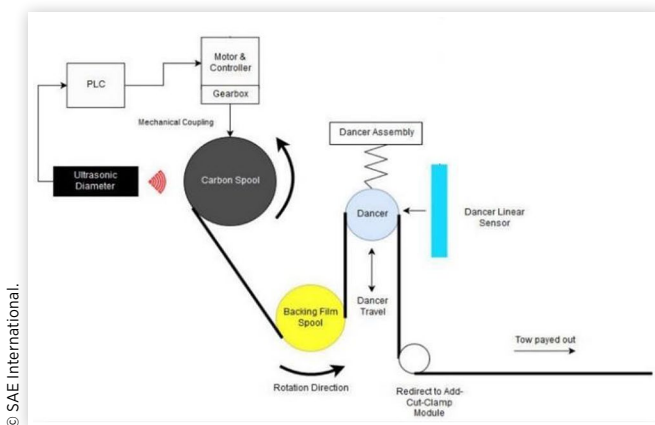 Motor &
Controller
PLC
Gearbox
Mechanical Coupling
Dancer Assembly
Ultrasonic
Diameter
Carbon Spool
Dancer
Dancer Linear
Sensor
Backing Film
Spool
Dancer
Travel
Tow payed out
Rotation Direction
Redirect to Add-
Cut-Clamp
Module
© SAE International.